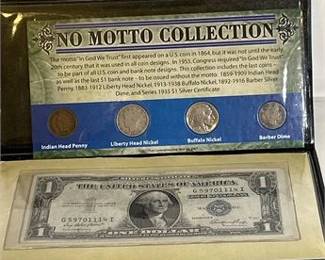 NO MOTTO COLLECTION
The motto "In God We Trust" first appeared on a U.S. coin in 1864, but it was not until the early
20th century, that it was used in all coin designs. In 1955, Congress required "In God We Trust"
to be part of all U.S. coin and bank note designs. This collection includes the last coins –
as well as the last $1 bank note - to be issued without the motto. 1859-1909 Indian Head
Penny, 1883-1912 Liberty Head Nickel, 1913-1938 Buffalo Nickel, 1892-1916 Barber Silver
Dime, and Series 1935 $1 Silver Certificate
Indian Head Penny
Liberty Head Nickel
Buffalo Nickel
Barber Dime
SILVER CERTIFICATE
THE UNITED STATES OF AMERICA
G 59701114 I
G 59701114 I
ONE DOLLAR